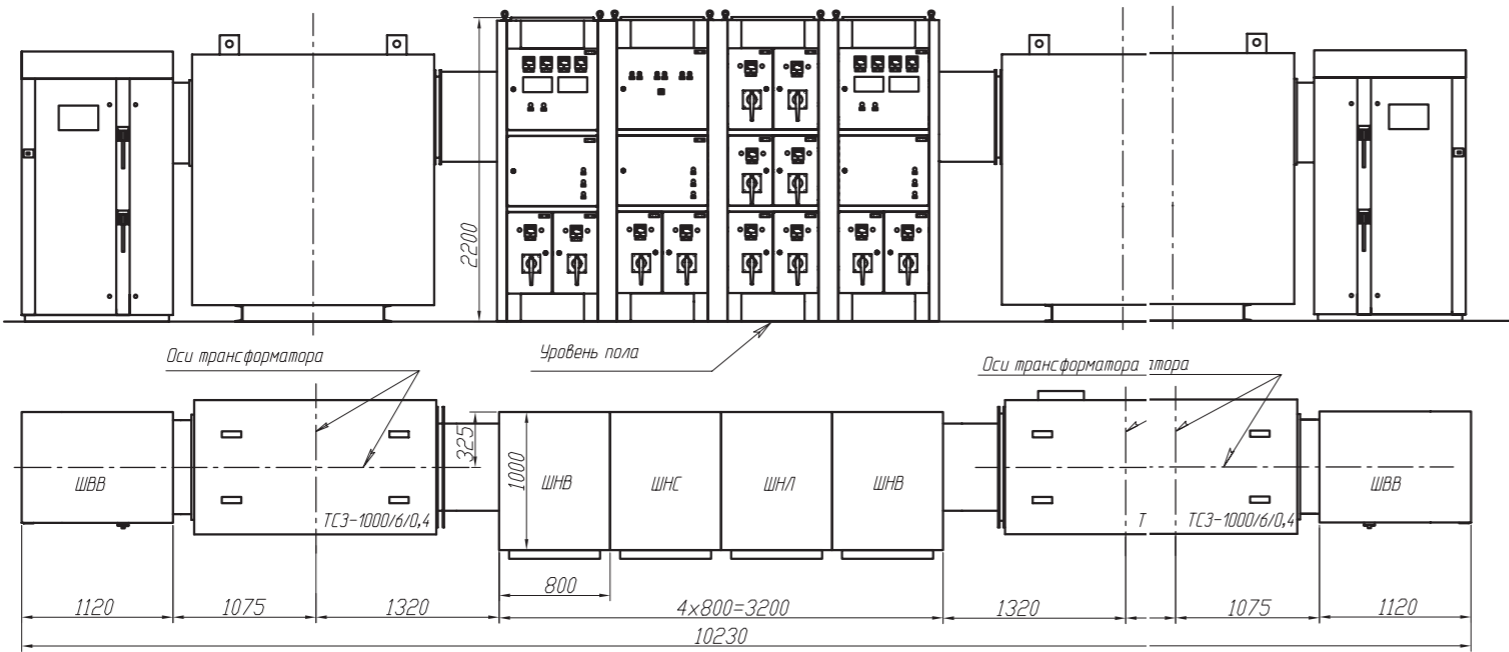 2200
Оси трансформатора
Уровень пола
Оси трансформатора
тора
325
1000
ШВВ
ТСЗ-1000/6/0,4
ШНВ
ШНС
ШНЛ
ШНВ
Т
ТСЗ-1000/6/0,4
ШВВ
800
1120
1075
1320
4х800=3200
1320
1075
1120
10230